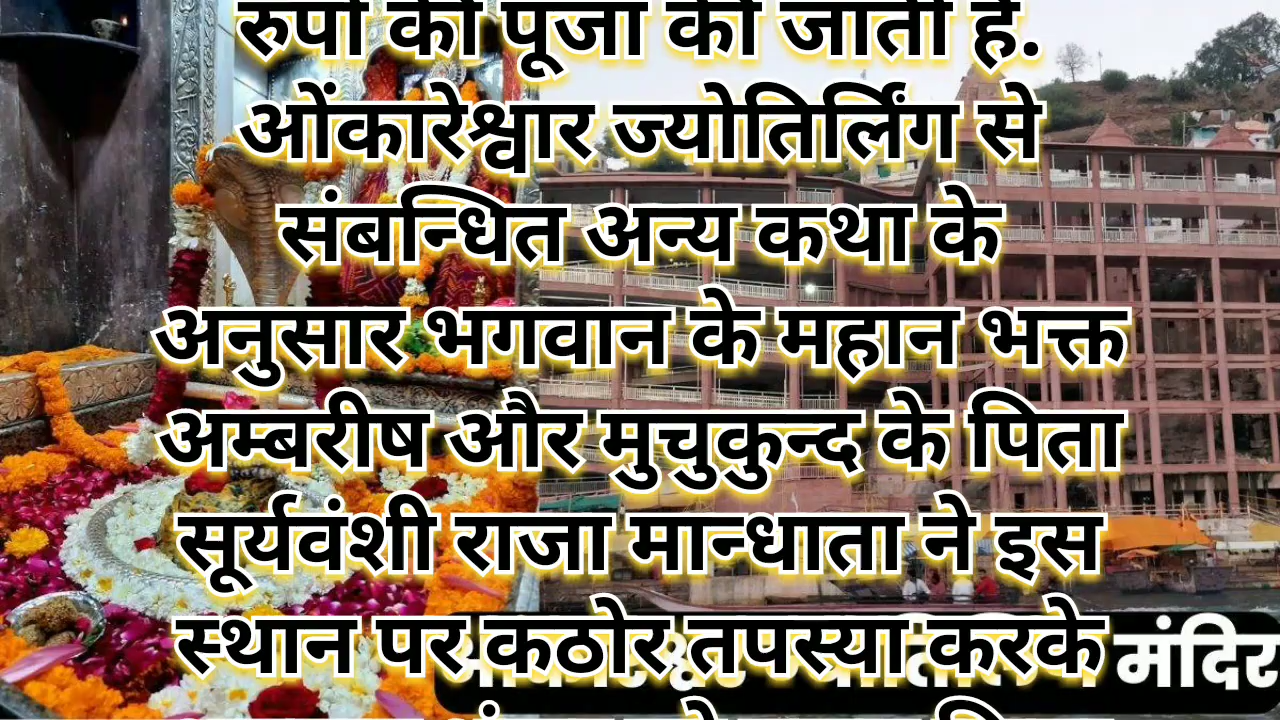 रुपों की पूजा की जाती है.
ओंकारेश्वार ज्योतिर्लिंग से
संबन्धित अन्य कथा के
अनुसार भगवान के महान भक्त
अम्बरीष और मुचुकुन्द के पिता
सूर्यवंशी राजा मान्धाता ने इस
स्थान पर कठोर तपस्या करके
मंदिर